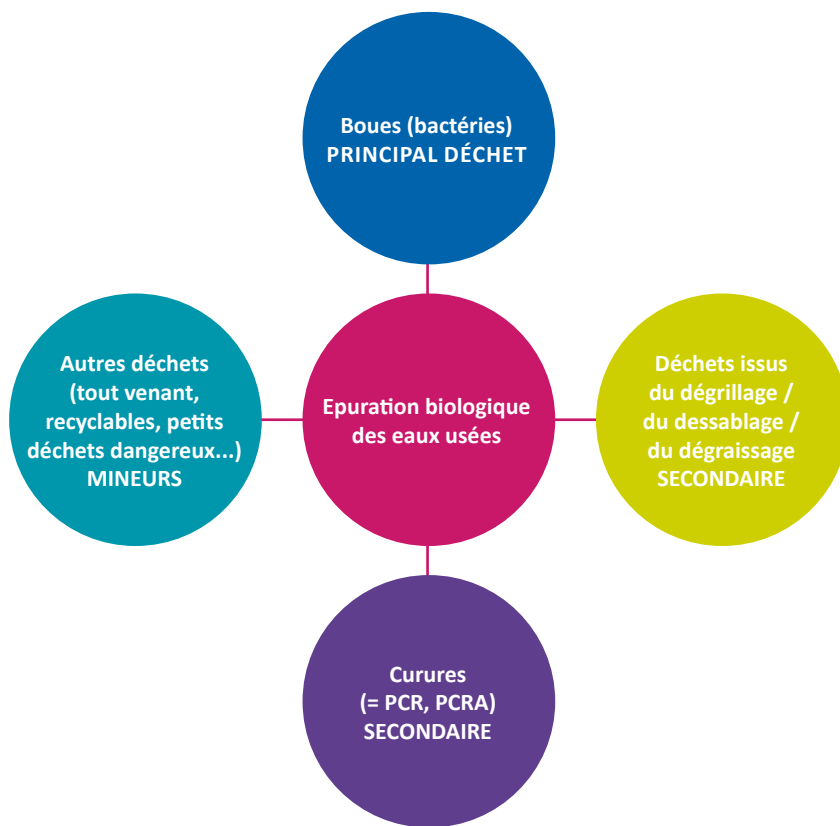 Boues (bactéries)
PRINCIPAL DÉCHET
Autres déchets
(tout venant,
recyclables, petits
déchets dangereux...)
MINEURS
Epuration biologique
des eaux usées
Déchets issus
du dégrillage /
du dessablage /
du dégraissage
SECONDAIRE
Curures
(= PCR, PCRA)
SECONDAIRE